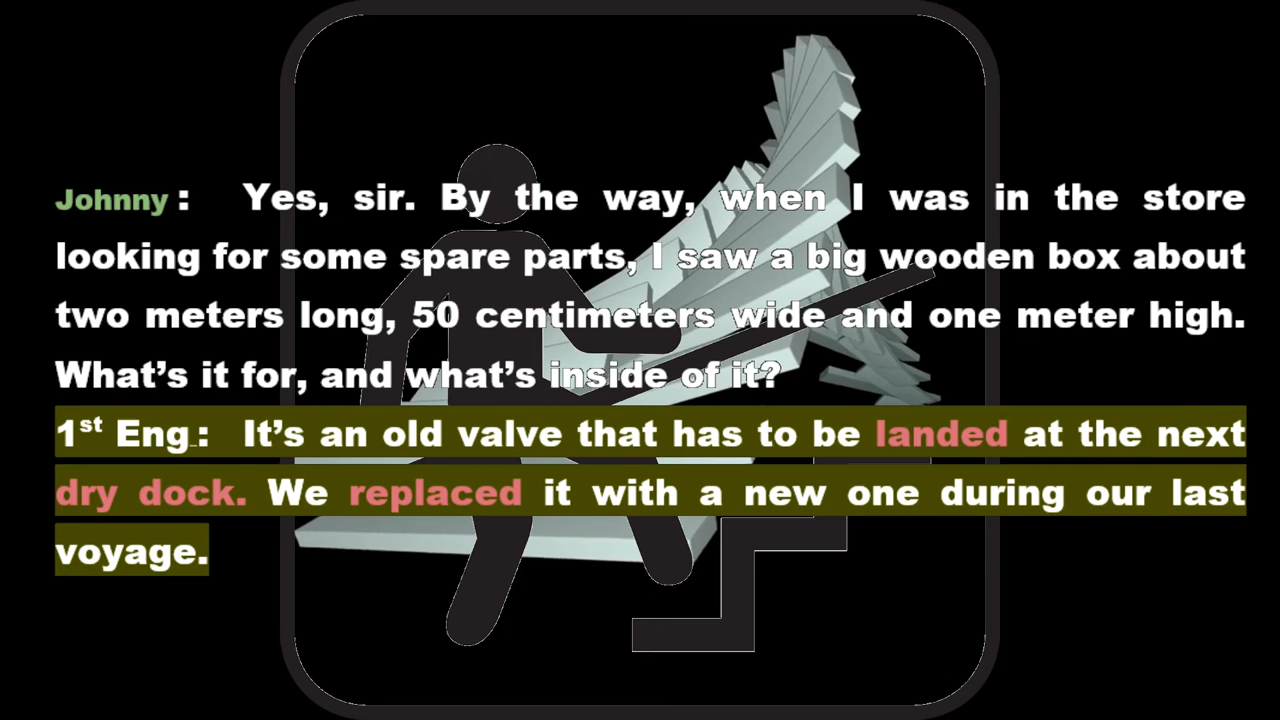 Johnny : Yes, sir. By the way, when I was in the store
looking for some spare parts, I saw a big wooden box about
two meters long, 50 centimeters wide and one meter high.
What's it for, and what's inside of it?
1st Eng.: It's an old valve that has to be landed at the next
dry dock. We replaced it with a new one during our last
voyage.